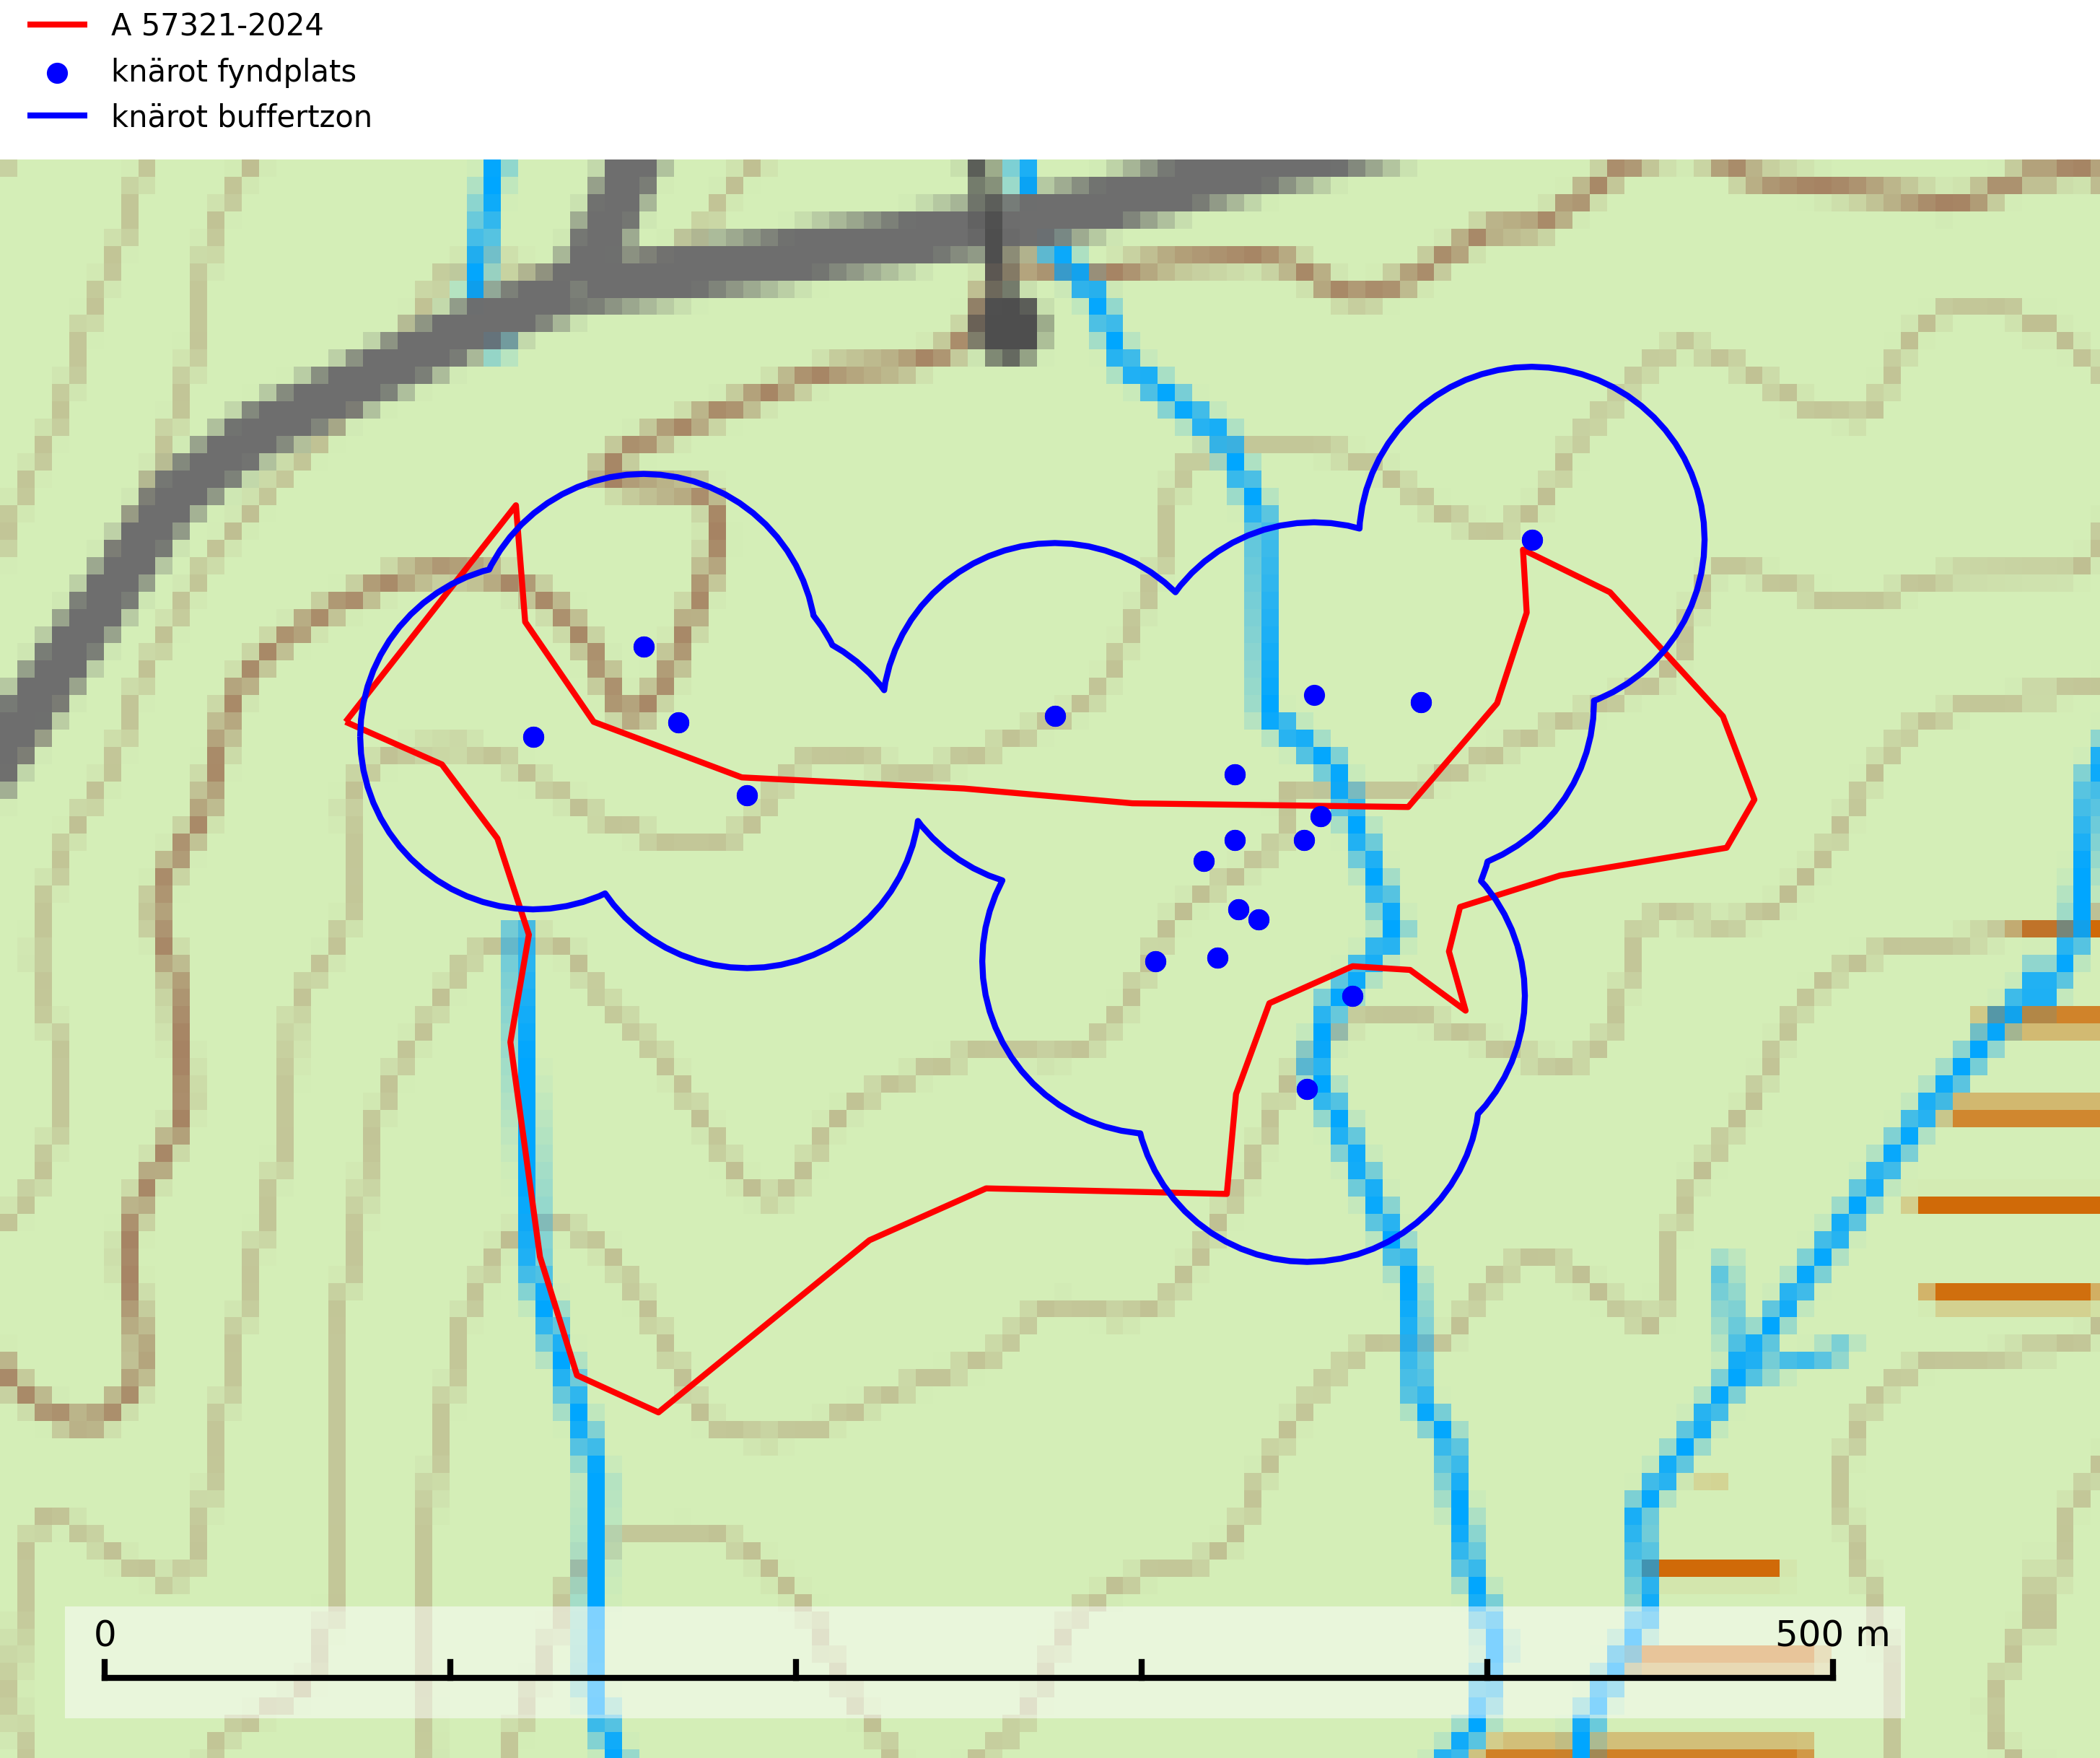 A 57321-2024
knärot fyndplats
knärot buffertzon
0 500 m